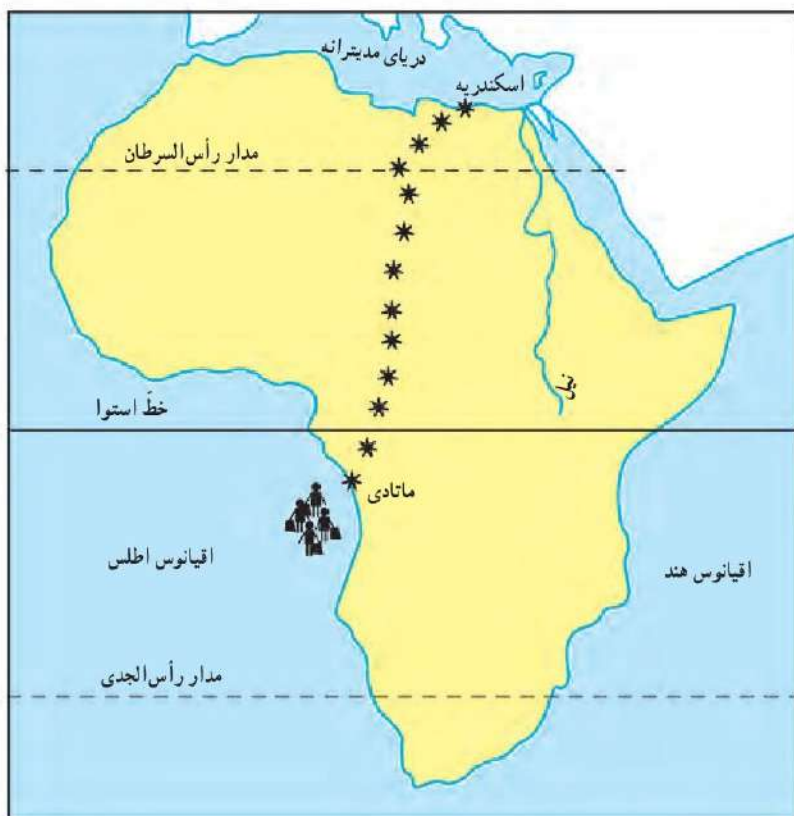 دریای مدیترانه
اسکندریه
مدار رأس‌السرطان
نیل
خطّ استوا
ماتادی
اقیانوس اطلس
اقیانوس هند
مدار رأس‌الجدی